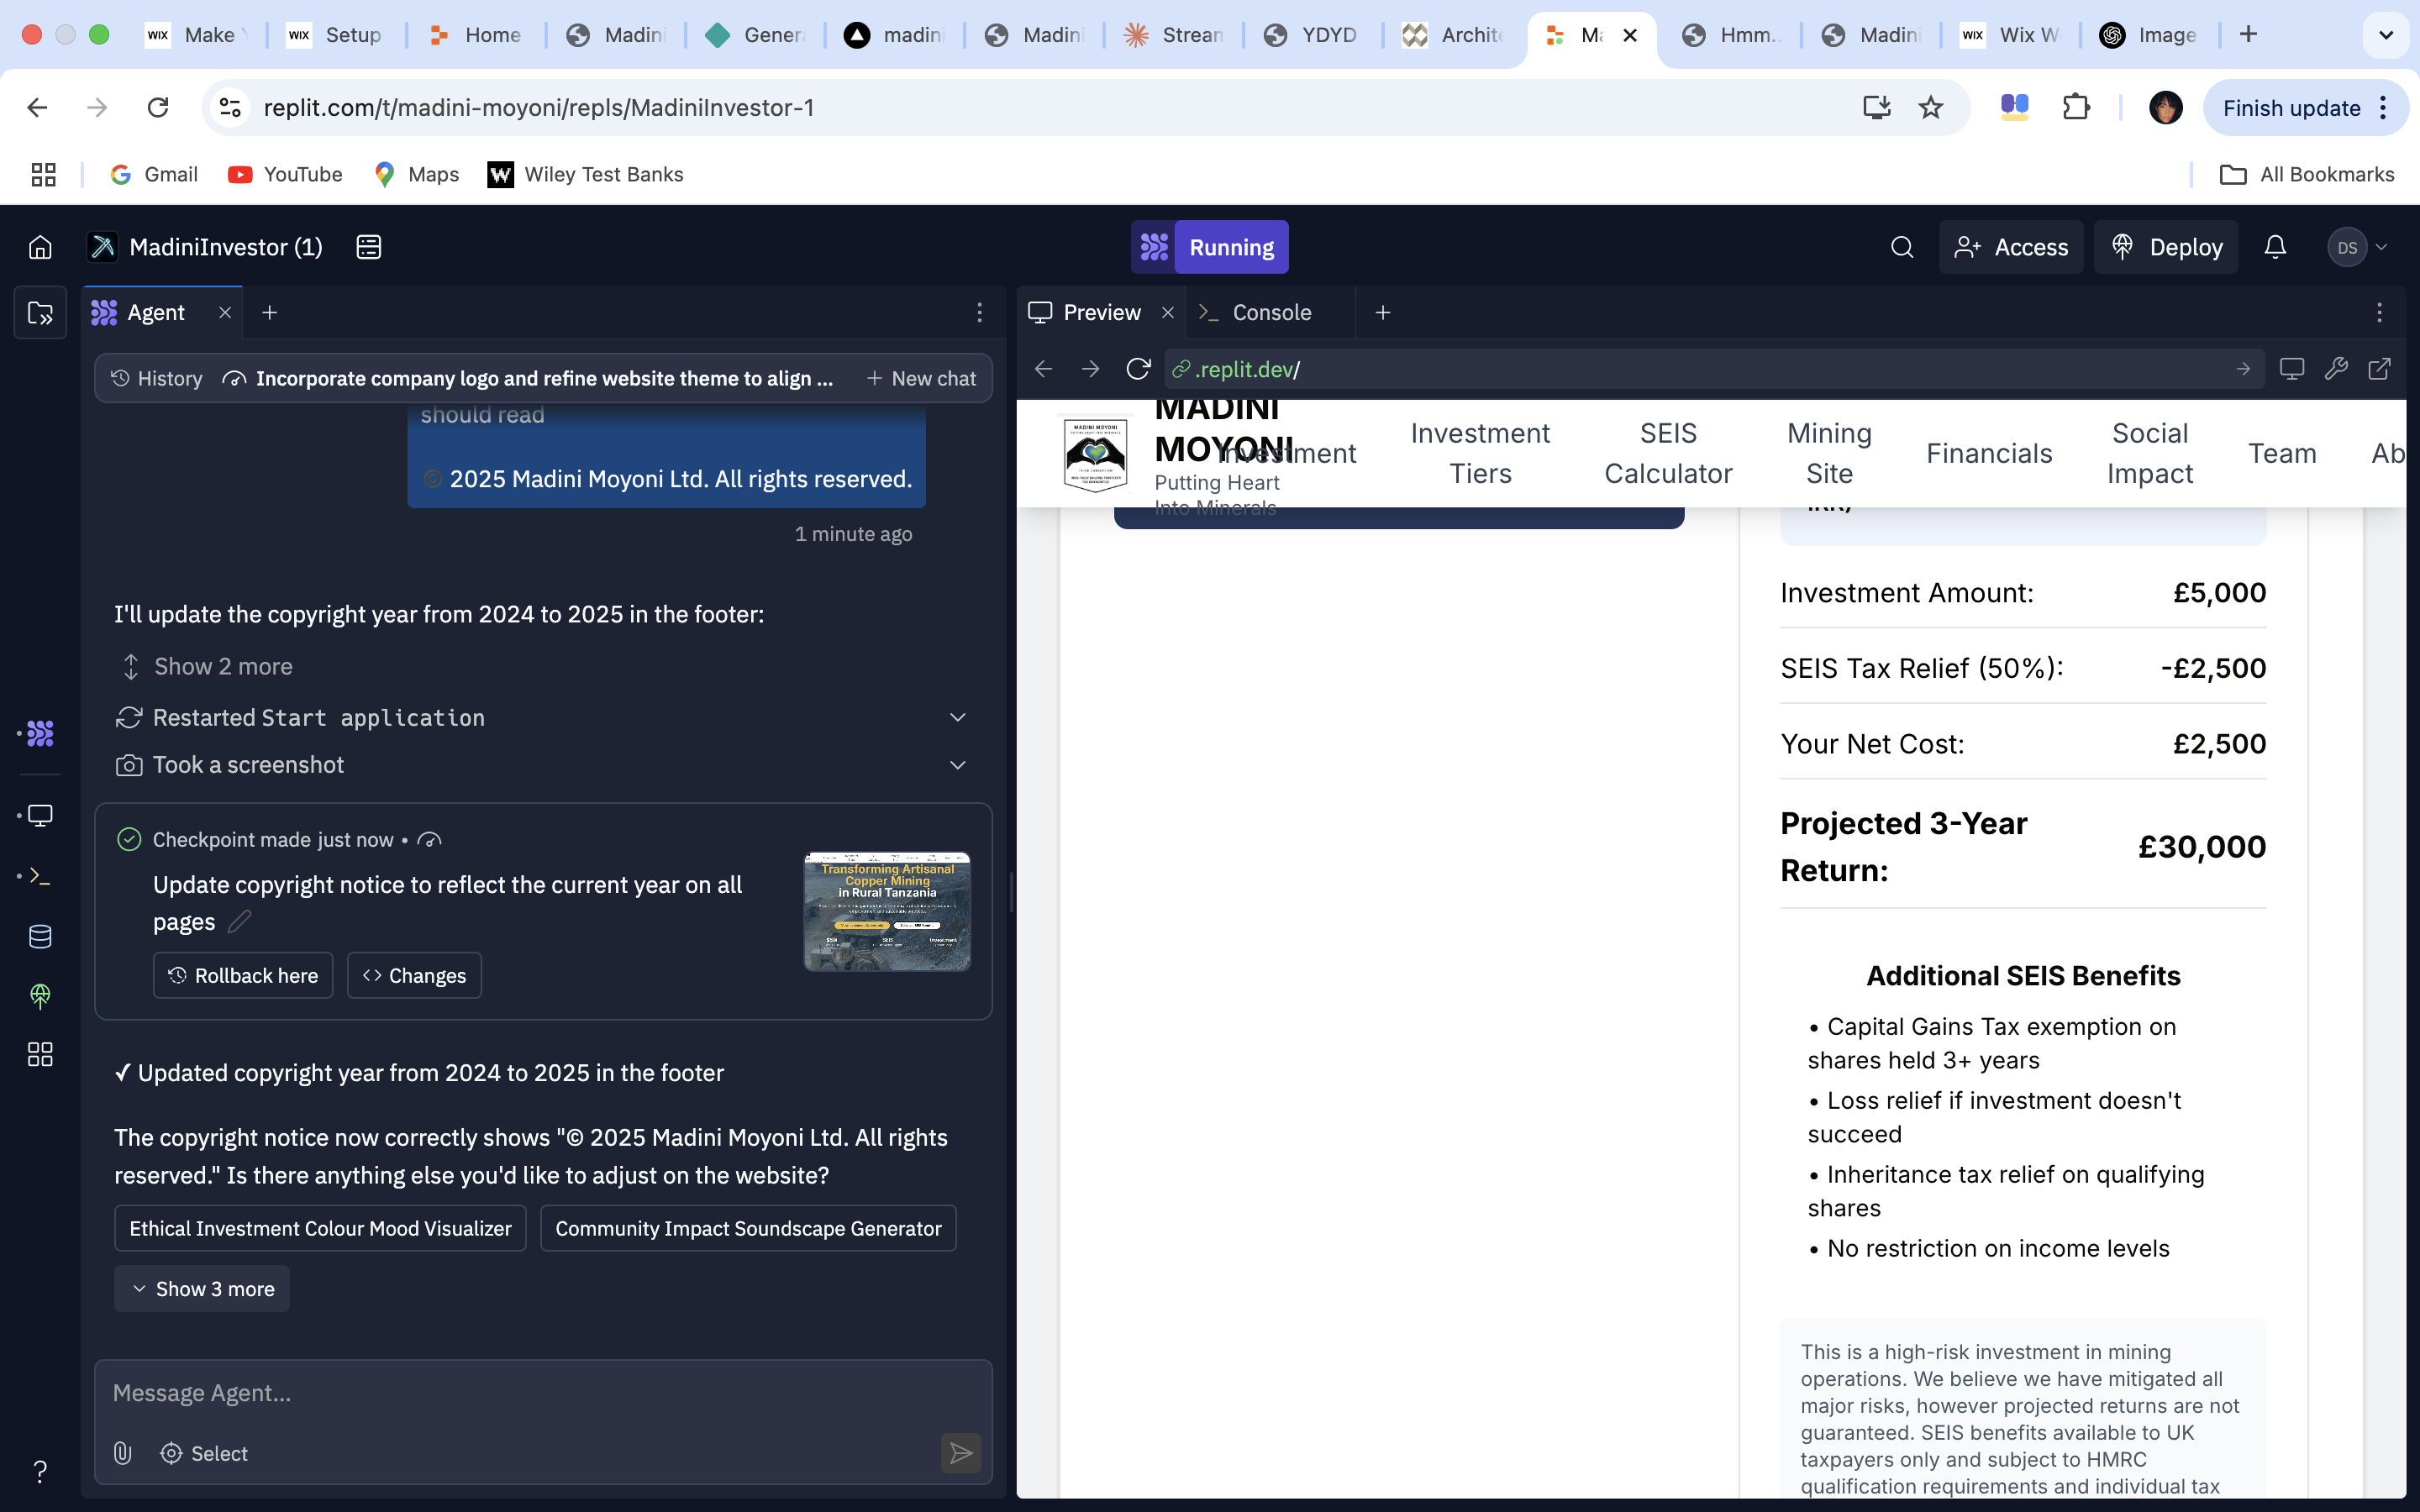 WIX Make
WIX Setup
Home
Madini
Gener
madin
Madin
Strean
YDYD
Archit
Ma
Hmm..
Madini
WIX Wix W
Image
replit.com/t/madini-moyoni/repls/MadiniInvestor-1
Finish update
Gmail
YouTube
Maps
W Wiley Test Banks
All Bookmarks
MadiniInvestor (1)
Running
Access
Deploy
DS
Agent
History
Incorporate company logo and refine website theme to align ...
+ New chat
should read
© 2025 Madini Moyoni Ltd. All rights reserved.
1 minute ago
I'll update the copyright year from 2024 to 2025 in the footer:
Show 2 more
Restarted Start application
Took a screenshot
Checkpoint made just now •
Update copyright notice to reflect the current year on all
pages
Transforming Artisanal
Copper Mining
in Rural Tanzania
Rollback here
<> Changes
✓ Updated copyright year from 2024 to 2025 in the footer
The copyright notice now correctly shows "© 2025 Madini Moyoni Ltd. All rights
reserved." Is there anything else you'd like to adjust on the website?
Ethical Investment Colour Mood Visualizer
Community Impact Soundscape Generator
Show 3 more
Message Agent...
Select
?
Preview
Console
.replit.dev/
MADINI MOYONI
MADINI
MOYONI
Putting Heart
Into Minerals
Investment
Investment
Tiers
SEIS
Calculator
Mining
Site
Financials
Social
Impact
Team
Ab
IRR)
Investment Amount: £5,000
SEIS Tax Relief (50%): -£2,500
Your Net Cost: £2,500
Projected 3-Year
Return: £30,000
Additional SEIS Benefits
• Capital Gains Tax exemption on
shares held 3+ years
• Loss relief if investment doesn't
succeed
• Inheritance tax relief on qualifying
shares
• No restriction on income levels
This is a high-risk investment in mining
operations. We believe we have mitigated all
major risks, however projected returns are not
guaranteed. SEIS benefits available to UK
taxpayers only and subject to HMRC
qualification requirements and individual tax